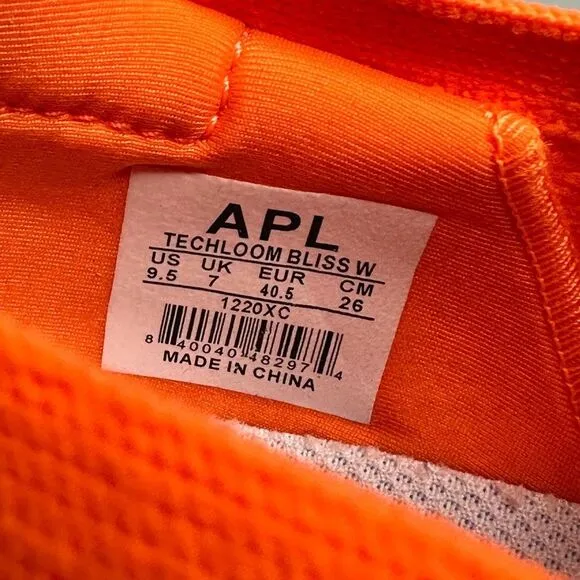 APL
TECHLOOM BLISS W
US UK EUR CM
9.5 7 40.5 26
1220XC
8 40040 48297 4
MADE IN CHINA